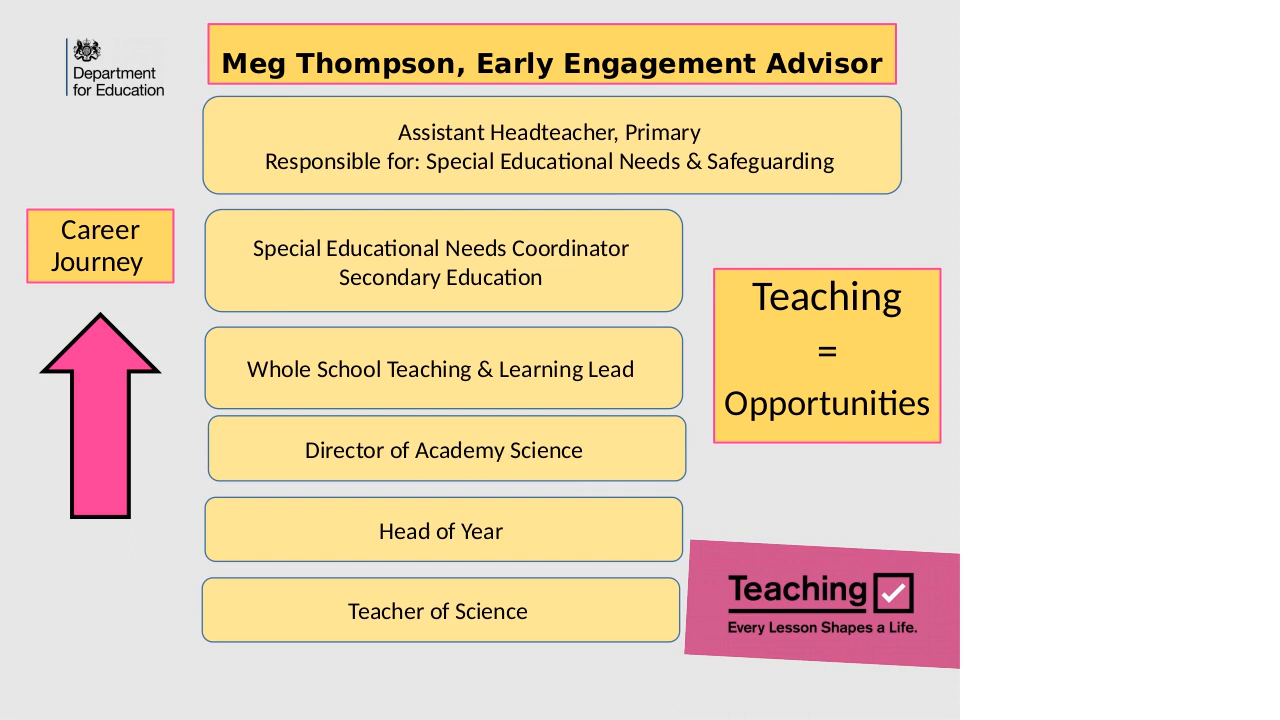 Department
for Education
Meg Thompson, Early Engagement Advisor
Assistant Headteacher, Primary
Responsible for: Special Educational Needs & Safeguarding
Career
Journey
Special Educational Needs Coordinator
Secondary Education
Whole School Teaching & Learning Lead
Director of Academy Science
Head of Year
Teacher of Science
Teaching
=
Opportunities
Teaching
Every Lesson Shapes a Life.